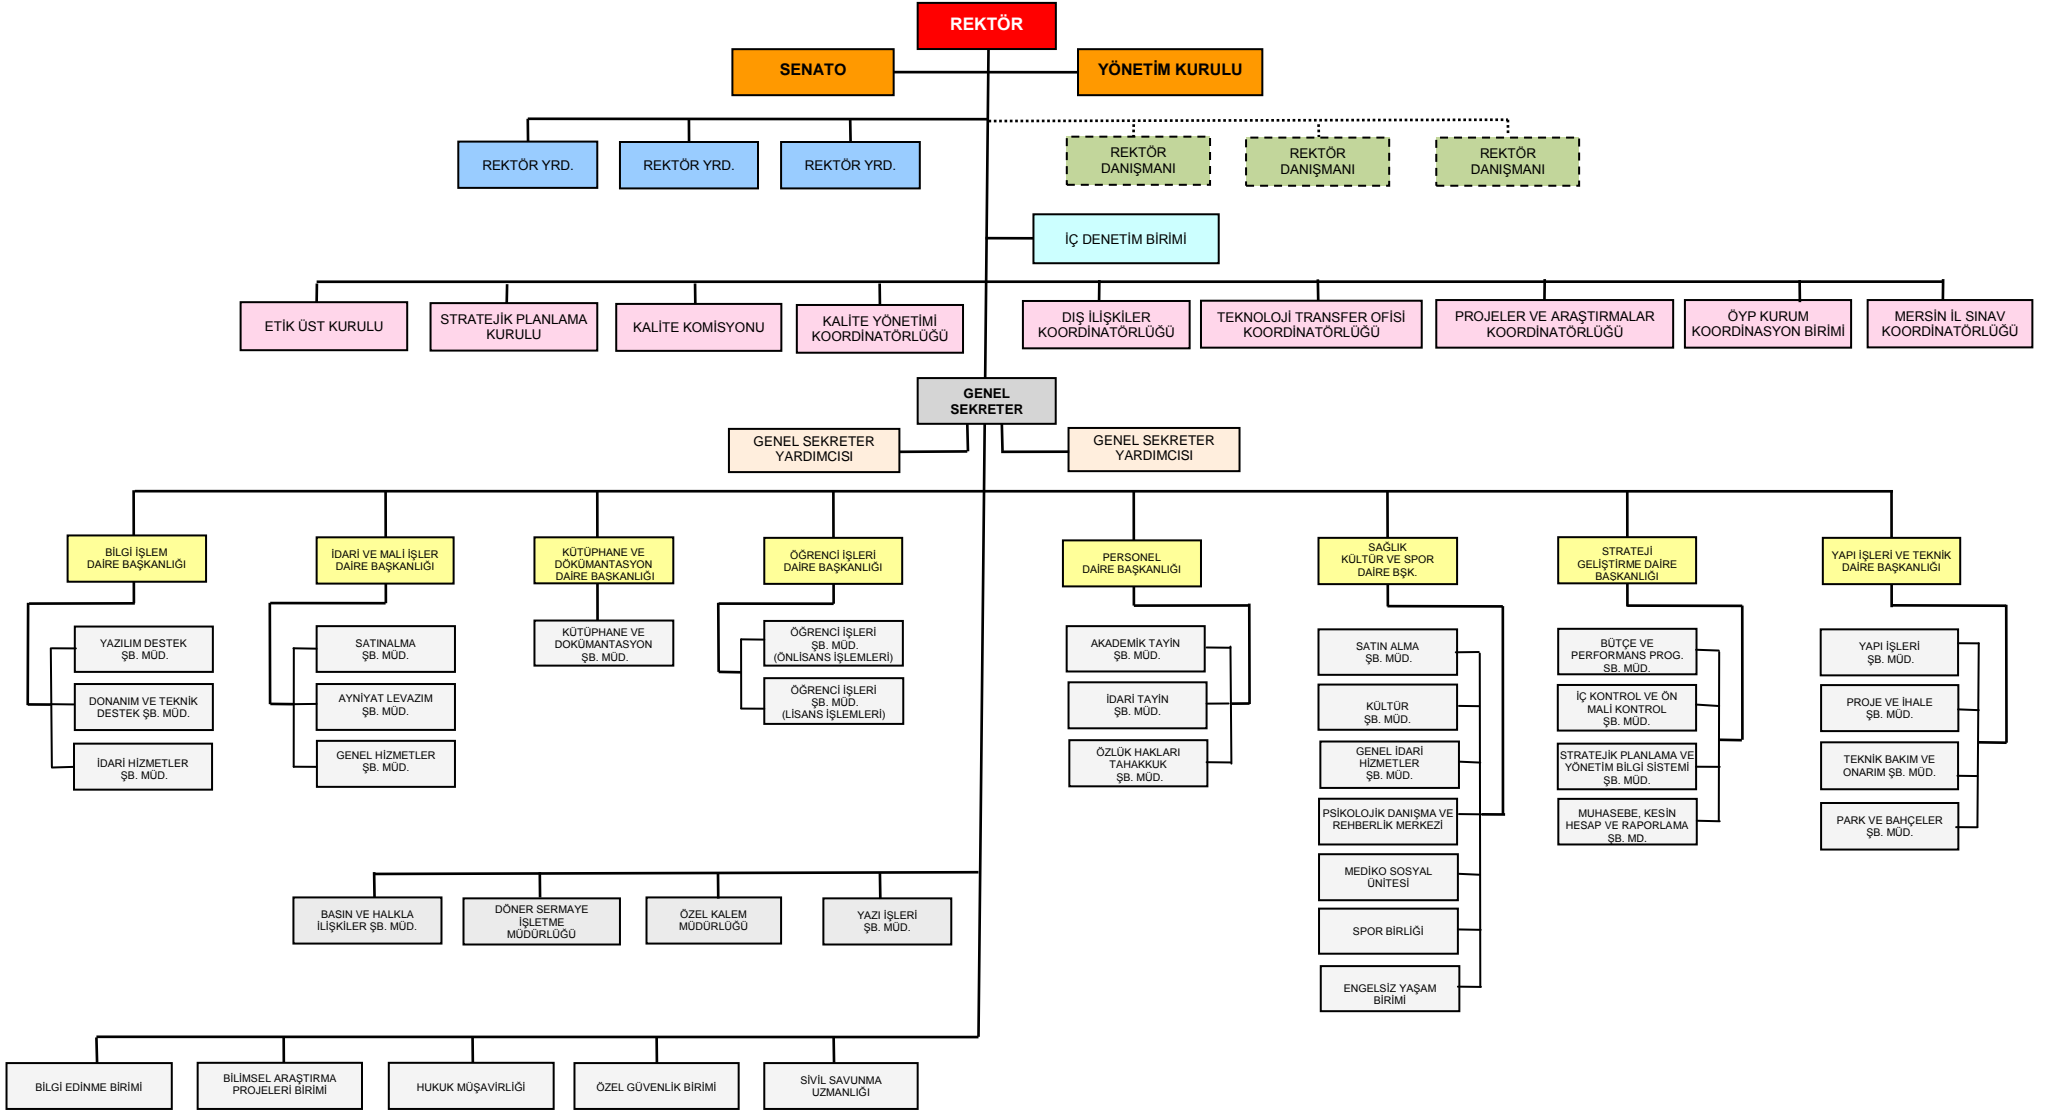 REKTÖR
SENATO
YÖNETİM KURULU
REKTÖR YRD.
REKTÖR YRD.
REKTÖR YRD.
REKTÖR
DANIŞMANI
REKTÖR
DANIŞMANI
REKTÖR
DANIŞMANI
İÇ DENETİM BİRİMİ
ETİK ÜST KURULU
STRATEJİK PLANLAMA
KURULU
KALİTE KOMİSYONU
KALİTE YÖNETİMİ
KOORDİNATÖRLÜĞÜ
DIŞ İLİŞKİLER
KOORDİNATÖRLÜĞÜ
TEKNOLOJİ TRANSFER OFİSİ
KOORDİNATÖRLÜĞÜ
PROJELER VE ARAŞTIRMALAR
KOORDİNATÖRLÜĞÜ
ÖYP KURUM
KOORDİNASYON BİRİMİ
MERSİN İL SINAV
KOORDİNATÖRLÜĞÜ
GENEL
SEKRETER
GENEL SEKRETER
YARDIMCISI
GENEL SEKRETER
YARDIMCISI
BİLGİ İŞLEM
DAİRE BAŞKANLIĞI
İDARİ VE MALİ İŞLER
DAİRE BAŞKANLIĞI
KÜTÜPHANE VE
DÖKÜMANTASYON
DAİRE BAŞKANLIĞI
ÖĞRENCİ İŞLERİ
DAİRE BAŞKANLIĞI
PERSONEL
DAİRE BAŞKANLIĞI
SAĞLIK
KÜLTÜR VE SPOR
DAİRE BŞK.
STRATEJİ
GELİŞTİRME DAİRE
BAŞKANLIĞI
YAPI İŞLERİ VE TEKNİK
DAİRE BAŞKANLIĞI
YAZILIM DESTEK
ŞB. MÜD.
DONANIM VE TEKNİK
DESTEK ŞB. MÜD.
İDARİ HİZMETLER
ŞB. MÜD.
SATINALMA
ŞB. MÜD.
AYNİYAT LEVAZIM
ŞB. MÜD.
GENEL HİZMETLER
ŞB. MÜD.
KÜTÜPHANE VE
DOKÜMANTASYON
ŞB. MÜD.
ÖĞRENCİ İŞLERİ
ŞB. MÜD.
(ÖNLİSANS İŞLEMLERİ)
ÖĞRENCİ İŞLERİ
ŞB. MÜD.
(LİSANS İŞLEMLERİ)
AKADEMİK TAYİN
ŞB. MÜD.
İDARİ TAYİN
ŞB. MÜD.
ÖZLÜK HAKLARI
TAHAKKUK
ŞB. MÜD.
SATIN ALMA
ŞB. MÜD.
KÜLTÜR
ŞB. MÜD.
GENEL İDARİ
HİZMETLER
ŞB. MÜD.
PSİKOLOJİK DANIŞMA VE
REHBERLİK MERKEZİ
MEDİKO SOSYAL
ÜNİTESİ
SPOR BİRLİĞİ
ENGELSİZ YAŞAM
BİRİMİ
BÜTÇE VE
PERFORMANS PROG.
SB. MÜD.
İÇ KONTROL VE ÖN
MALİ KONTROL
ŞB. MÜD.
STRATEJİK PLANLAMA VE
YÖNETİM BİLGİ SİSTEMİ
ŞB. MÜD.
MUHASEBE, KESİN
HESAP VE RAPORLAMA
ŞB. MD.
YAPI İŞLERİ
ŞB. MÜD.
PROJE VE İHALE
ŞB. MÜD.
TEKNİK BAKIM VE
ONARIM ŞB. MÜD.
PARK VE BAHÇELER
ŞB. MÜD.
BASIN VE HALKLA
İLİŞKİLER ŞB. MÜD.
DÖNER SERMAYE
İŞLETME
MÜDÜRLÜĞÜ
ÖZEL KALEM
MÜDÜRLÜĞÜ
YAZI İŞLERİ
ŞB. MÜD.
BİLGİ EDİNME BİRİMİ
BİLİMSEL ARAŞTIRMA
PROJELERİ BİRİMİ
HUKUK MÜŞAVİRLİĞİ
ÖZEL GÜVENLİK BİRİMİ
SİVİL SAVUNMA
UZMANLIĞI